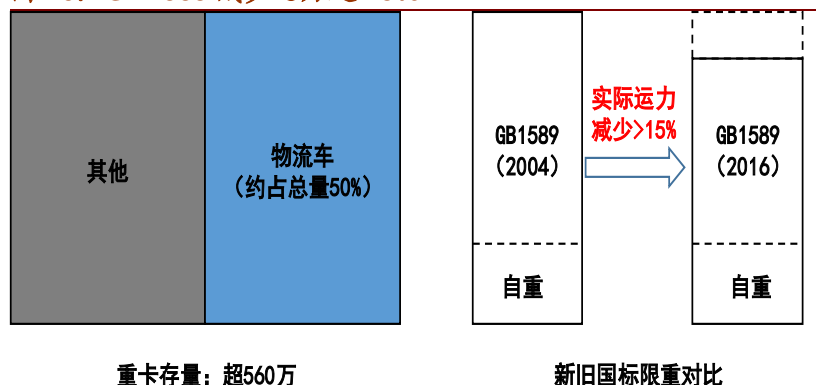 其他
物流车
（约占总量50%）
重卡存量：超560万
GB1589
（2004）
自重
实际运力
减少>15%
GB1589
（2016）
自重
新旧国标限重对比